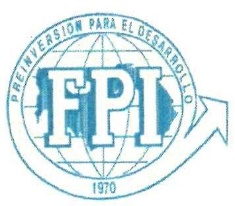 PREINVERSION PARA EL DESARROLLO
FPI
1970